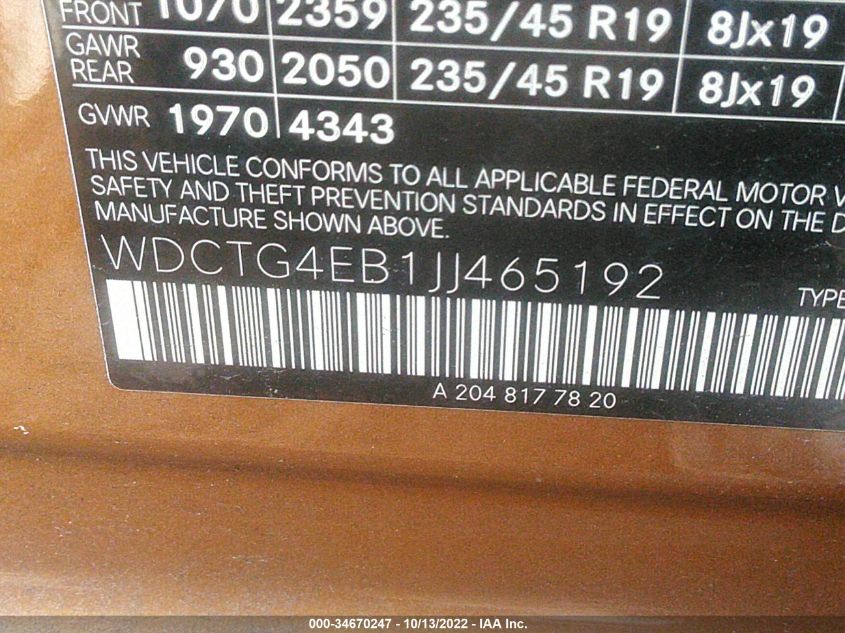 FRONT 1070 2359 235/45 R19 8Jx19
GAWR
REAR 930 2050 235/45 R19 8Jx19
GVWR 1970 4343
THIS VEHICLE CONFORMS TO ALL APPLICABLE FEDERAL MOTOR V
SAFETY AND THEFT PREVENTION STANDARDS IN EFFECT ON THE D
MANUFACTURE SHOWN ABOVE.
WDCTG4EB1JJ465192
TYPE
A 204 817 78 20
000-34670247 - 10/13/2022 - IAA Inc.